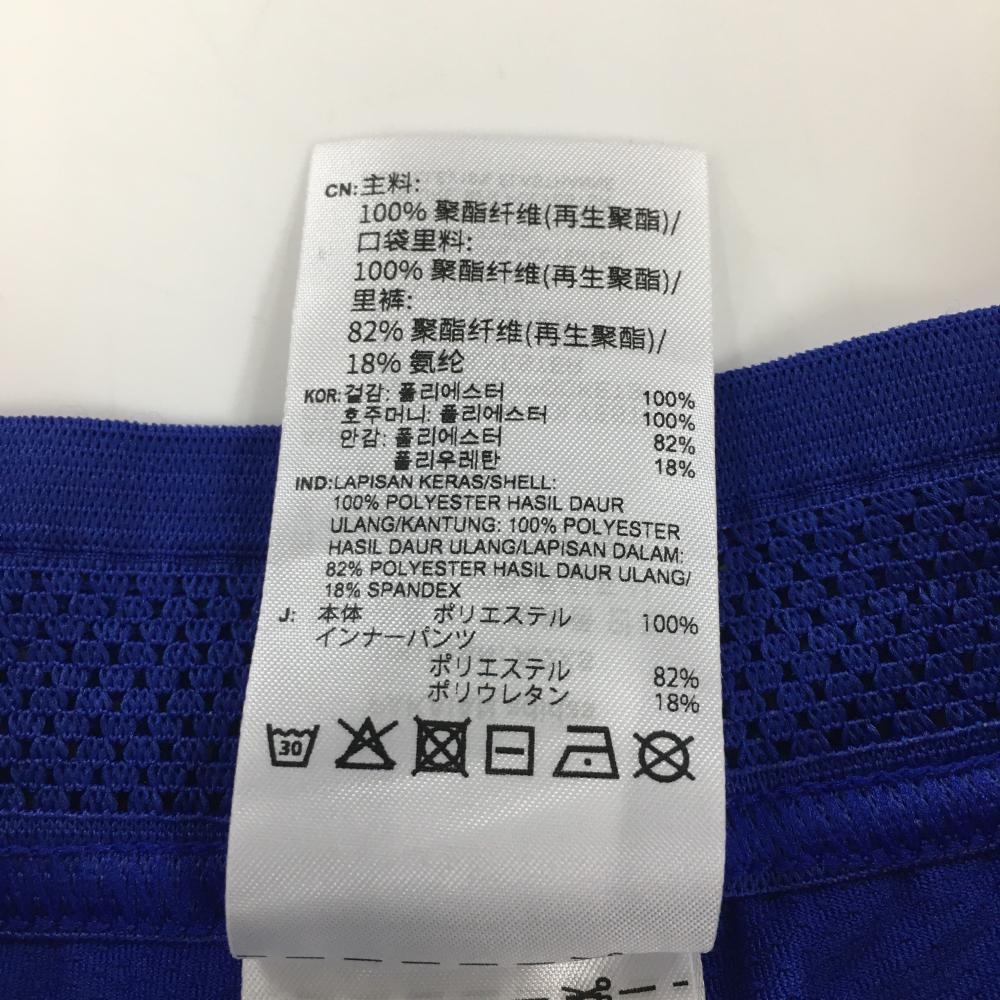 CN:主料:
100% 聚酯纤维(再生聚酯)/
口袋里料:
100% 聚酯纤维(再生聚酯)/
里裤:
82% 聚酯纤维(再生聚酯)/
18% 氨纶
KOR:겉감: 폴리에스터 100%
호주머니: 폴리에스터 100%
안감: 폴리에스터 82%
폴리우레탄 18%
IND:LAPISAN KERAS/SHELL:
100% POLYESTER HASIL DAUR
ULANG/KANTUNG: 100% POLYESTER
HASIL DAUR ULANG/LAPISAN DALAM:
82% POLYESTER HASIL DAUR ULANG/
18% SPANDEX
J: 本体 ポリエステル 100%
インナーパンツ
ポリエステル 82%
ポリウレタン 18%
30